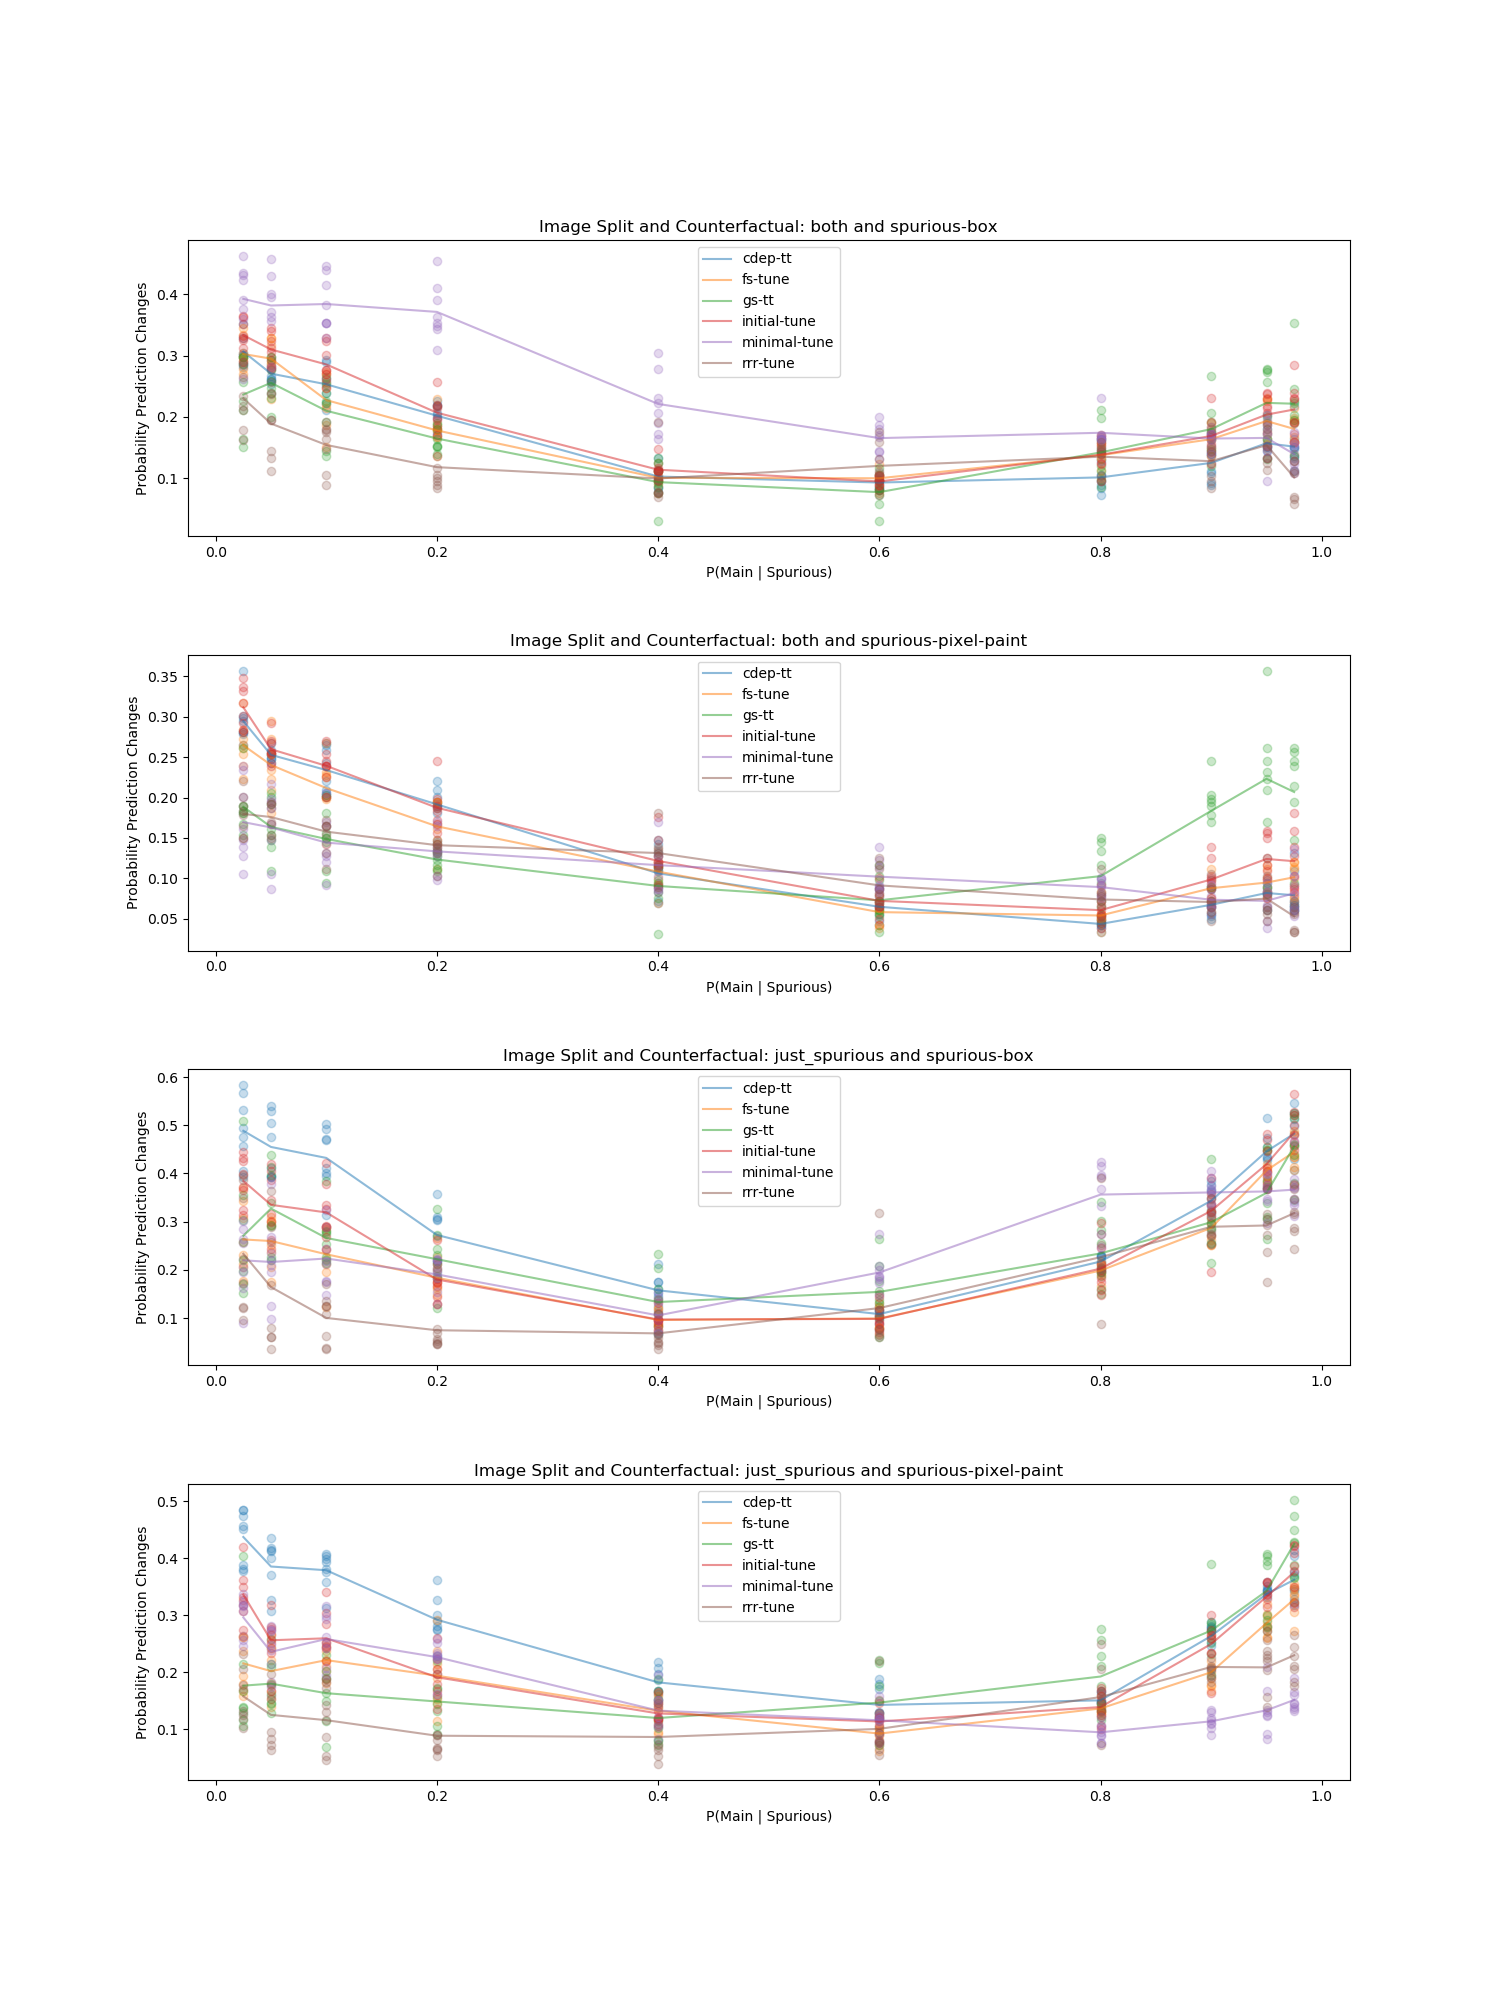 Image Split and Counterfactual: both and spurious-box
Probability Prediction Changes
0.4
0.3
0.2
0.1
cdep-tt
fs-tune
gs-tt
initial-tune
minimal-tune
rrr-tune
0.0 0.2 0.4 0.6 0.8 1.0
P(Main | Spurious)
Image Split and Counterfactual: both and spurious-pixel-paint
Probability Prediction Changes
0.35
0.30
0.25
0.20
0.15
0.10
0.05
cdep-tt
fs-tune
gs-tt
initial-tune
minimal-tune
rrr-tune
0.0 0.2 0.4 0.6 0.8 1.0
P(Main | Spurious)
Image Split and Counterfactual: just_spurious and spurious-box
Probability Prediction Changes
0.6
0.5
0.4
0.3
0.2
0.1
cdep-tt
fs-tune
gs-tt
initial-tune
minimal-tune
rrr-tune
0.0 0.2 0.4 0.6 0.8 1.0
P(Main | Spurious)
Image Split and Counterfactual: just_spurious and spurious-pixel-paint
Probability Prediction Changes
0.5
0.4
0.3
0.2
0.1
cdep-tt
fs-tune
gs-tt
initial-tune
minimal-tune
rrr-tune
0.0 0.2 0.4 0.6 0.8 1.0
P(Main | Spurious)